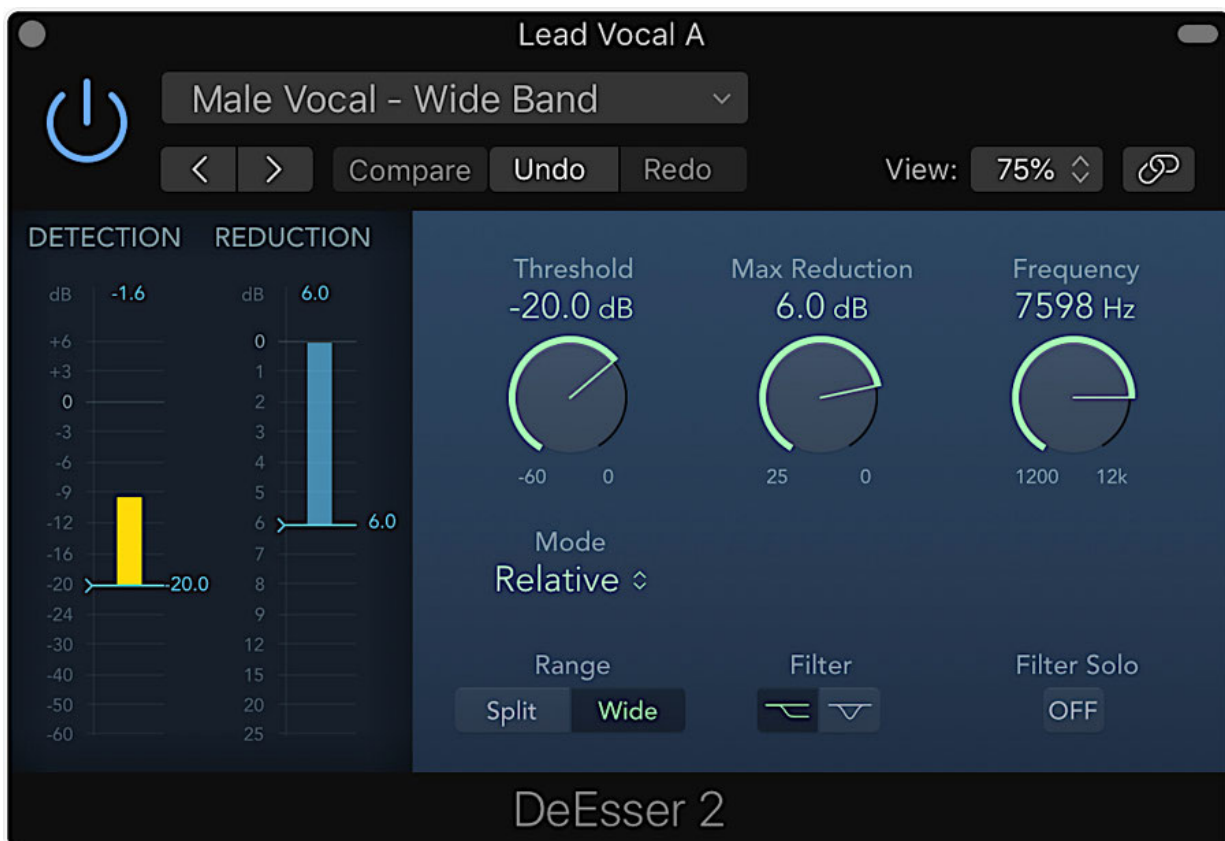 Lead Vocal A
Male Vocal - Wide Band
Compare Undo Redo View: 75%
DETECTION REDUCTION
dB -1.6 dB 6.0
+6 0
+3 1
0 2
-3 3
-6 4
-9 5
-12 6 6.0
-16 7
-20 -20.0 8
-24 9
-30 12
-40 15
-50 20
-60 25
Threshold Max Reduction Frequency
-20.0 dB 6.0 dB 7598 Hz
-60 0 25 0 1200 12k
Mode
Relative
Range Filter Filter Solo
Split Wide OFF
DeEsser 2